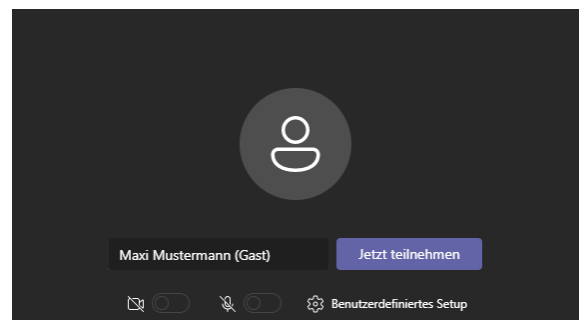 Maxi Mustermann (Gast)
Jetzt teilnehmen
Benutzerdefiniertes Setup